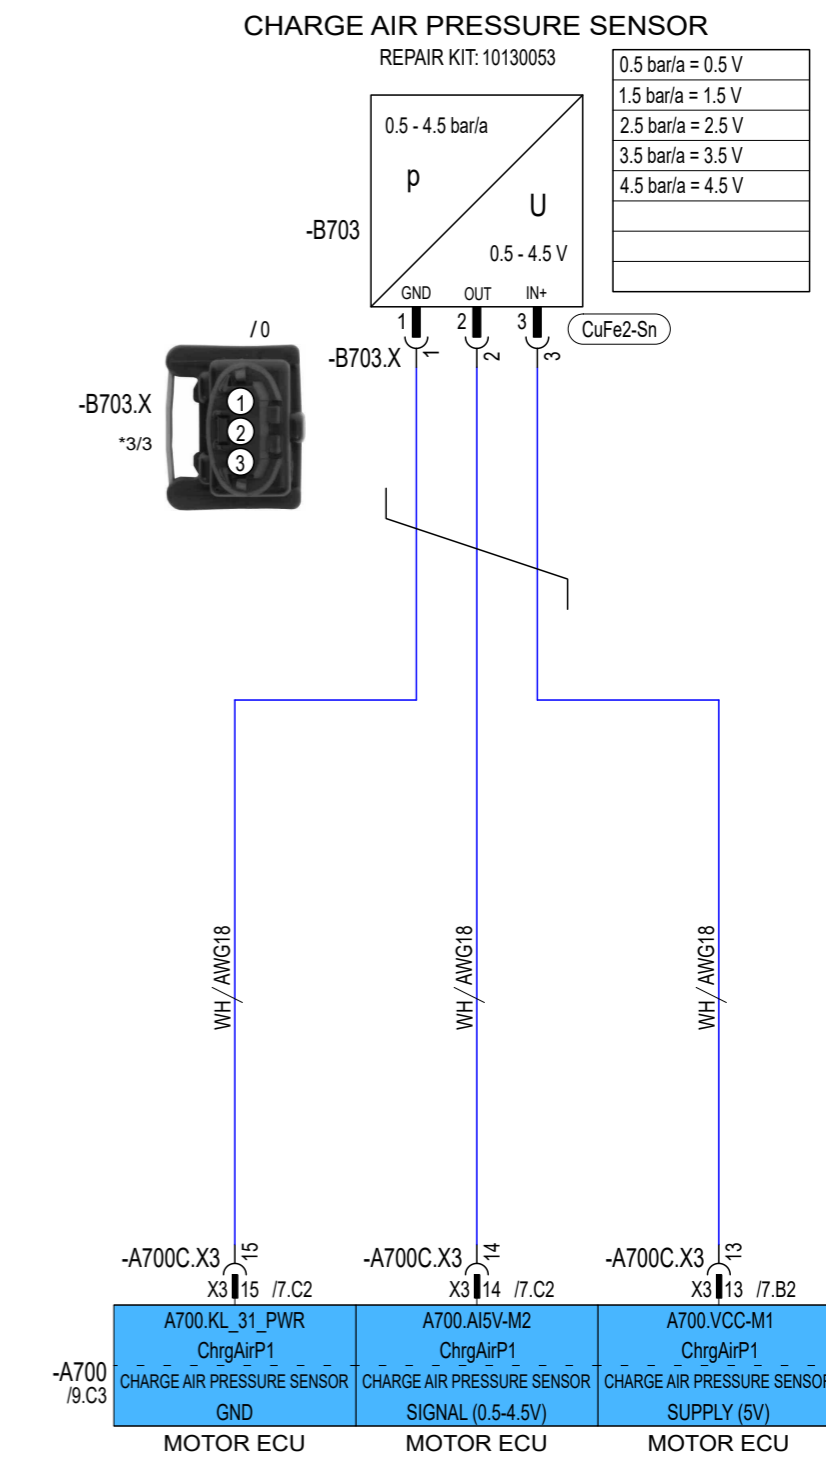 CHARGE AIR PRESSURE SENSOR
REPAIR KIT: 10130053
0.5 bar/a = 0.5 V
1.5 bar/a = 1.5 V
2.5 bar/a = 2.5 V
3.5 bar/a = 3.5 V
4.5 bar/a = 4.5 V
0.5 - 4.5 bar/a
p
U
-B703
0.5 - 4.5 V
GND OUT IN+
1 2 3
CuFe2-Sn
-B703.X 1 2 3
/ 0
-B703.X
*3/3
1
2
3
WH / AWG18 WH / AWG18 WH / AWG18
-A700C.X3 15 -A700C.X3 14 -A700C.X3 13
X3 15 /7.C2 X3 14 /7.C2 X3 13 /7.B2
A700.KL_31_PWR A700.AI5V-M2 A700.VCC-M1
ChrgAirP1 ChrgAirP1 ChrgAirP1
-A700
/9.C3
CHARGE AIR PRESSURE SENSOR CHARGE AIR PRESSURE SENSOR CHARGE AIR PRESSURE SENSOR
GND SIGNAL (0.5-4.5V) SUPPLY (5V)
MOTOR ECU MOTOR ECU MOTOR ECU